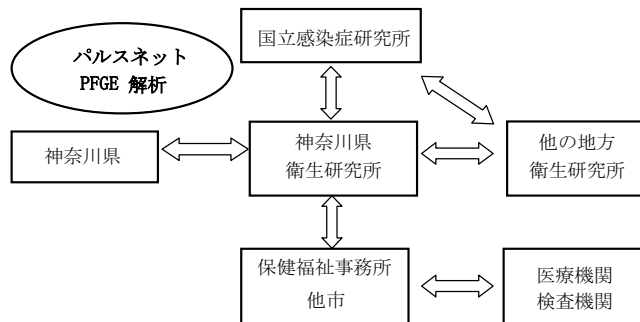 国立感染症研究所
パルスネット
PFGE 解析
神奈川県
神奈川県
衛生研究所
他の地方
衛生研究所
保健福祉事務所
他市
医療機関
検査機関